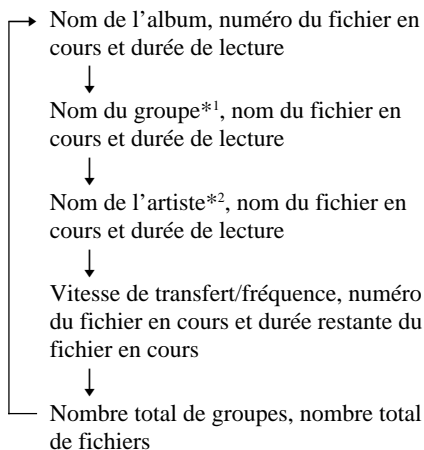 Nom de l’album, numéro du fichier en
cours et durée de lecture
Nom du groupe*1, nom du fichier en
cours et durée de lecture
Nom de l’artiste*2, nom du fichier en
cours et durée de lecture
Vitesse de transfert/fréquence, numéro
du fichier en cours et durée restante du
fichier en cours
Nombre total de groupes, nombre total
de fichiers